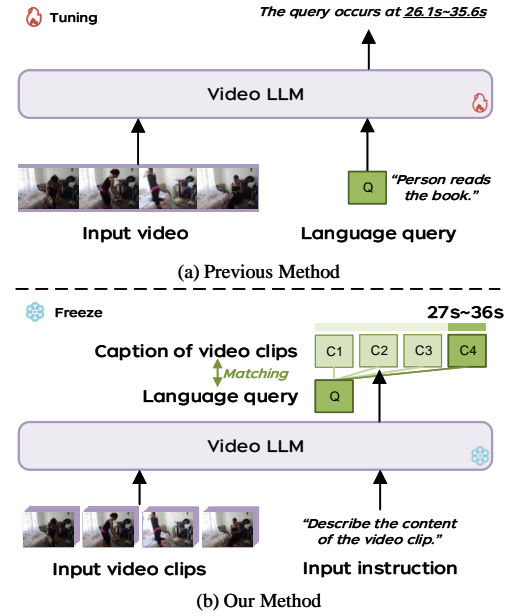 Tuning
The query occurs at 26.1s~35.6s
Video LLM
Q
“Person reads
the book.”
Input video
Language query
(a) Previous Method
Freeze
27s~36s
Caption of video clips
C1
C2
C3
C4
Matching
Language query
Q
Video LLM
“Describe the content
of the video clip.”
Input video clips
Input instruction
(b) Our Method